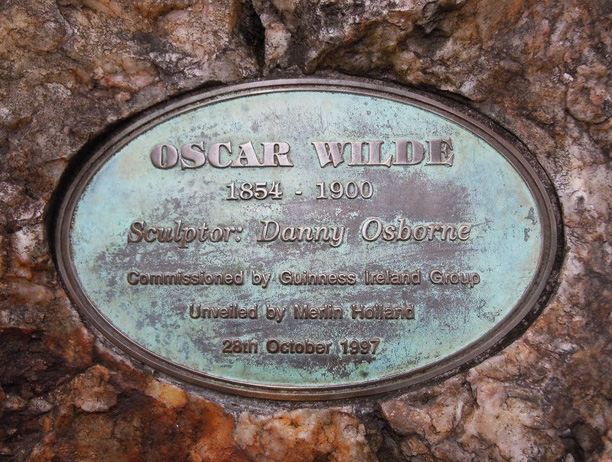 OSCAR WILDE
1854 - 1900
Sculptor: Danny Osborne
Commissioned by Guinness Ireland Group
Unveiled by Merlin Holland
28th October 1997